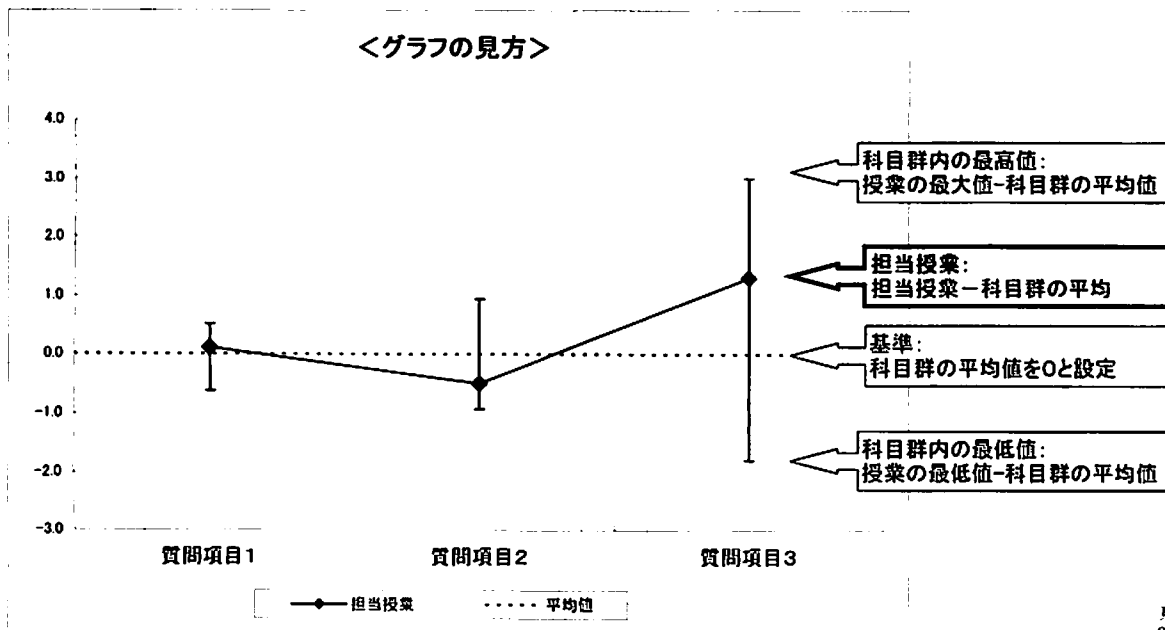 <グラフの見方>
4.0
3.0
2.0
1.0
0.0
-1.0
-2.0
-3.0
科目群内の最高値:
授業の最大値-科目群の平均値
担当授業:
担当授業－科目群の平均
基準:
科目群の平均値を0と設定
科目群内の最低値:
授業の最低値-科目群の平均値
質問項目1
質問項目2
質問項目3
担当授業
平均値